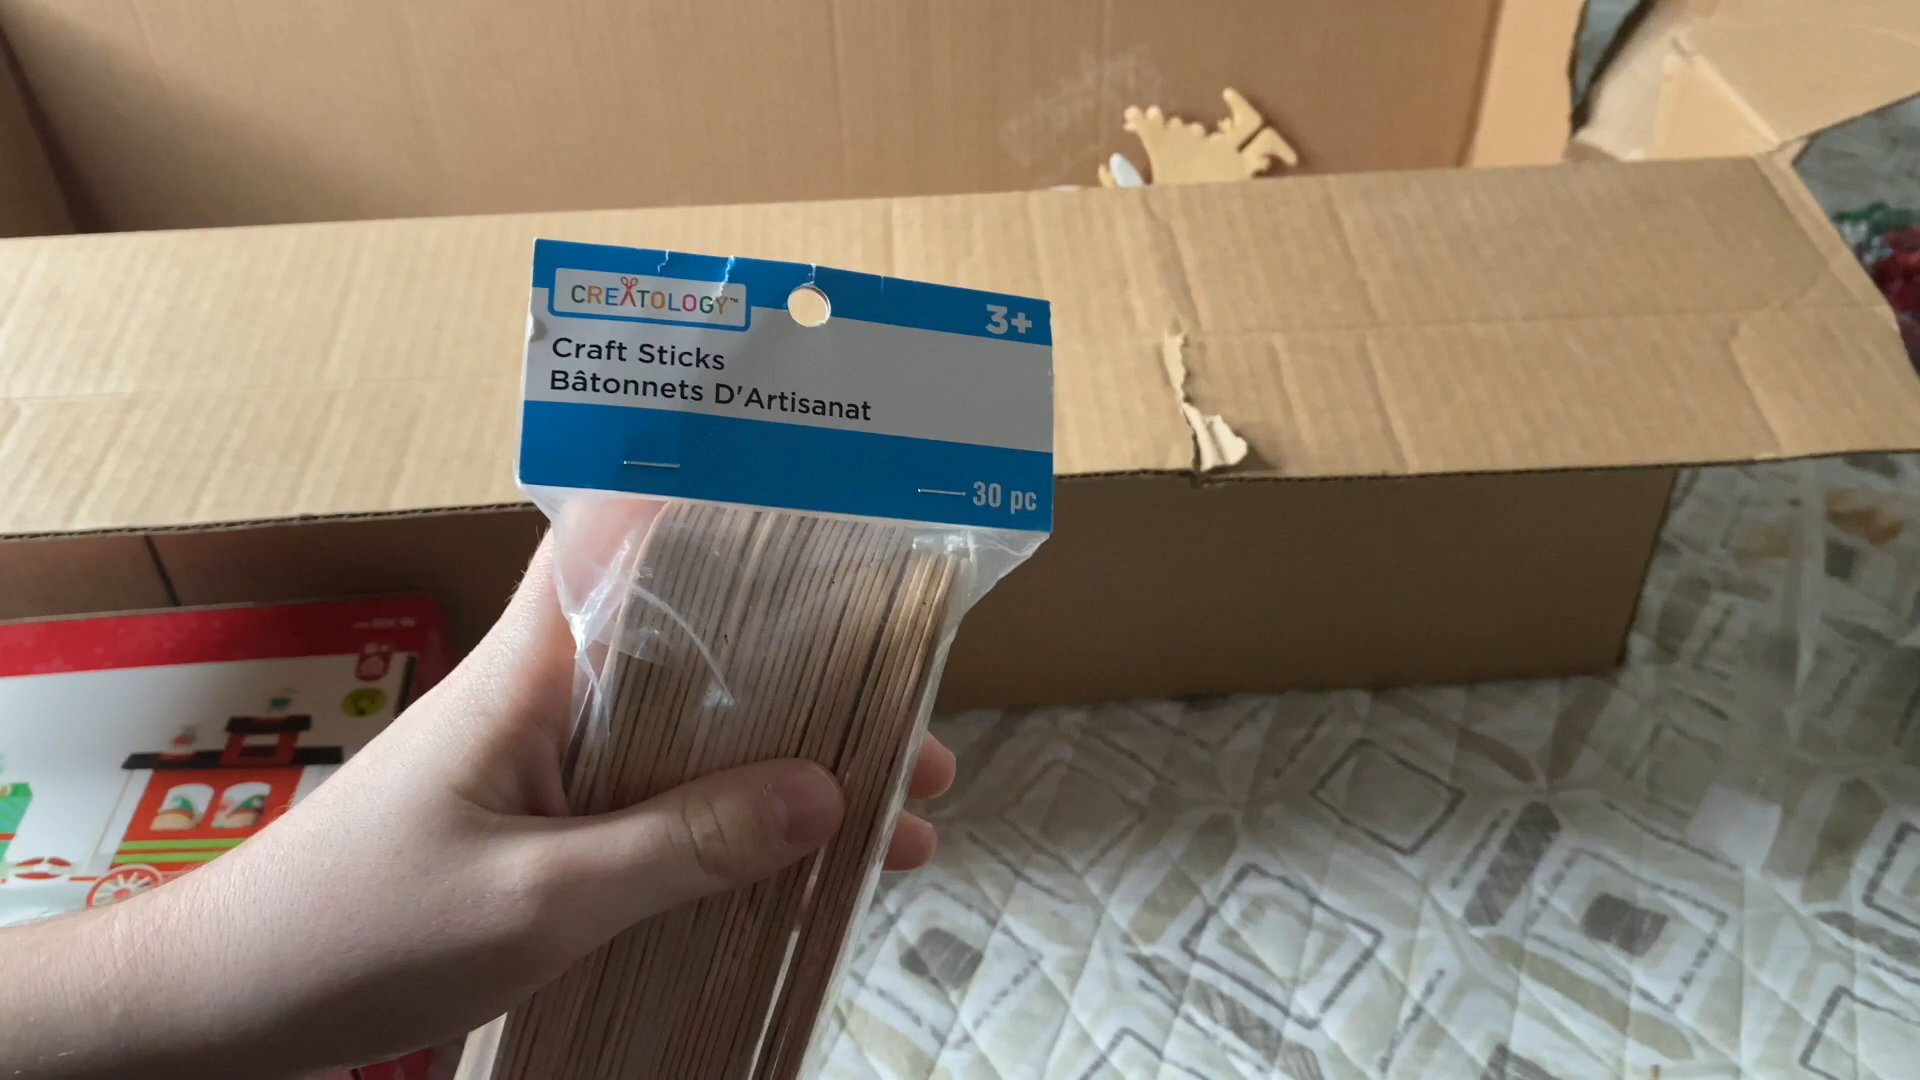 CREATOLOGY™
3+
Craft Sticks
Bâtonnets D'Artisanat
30 pc